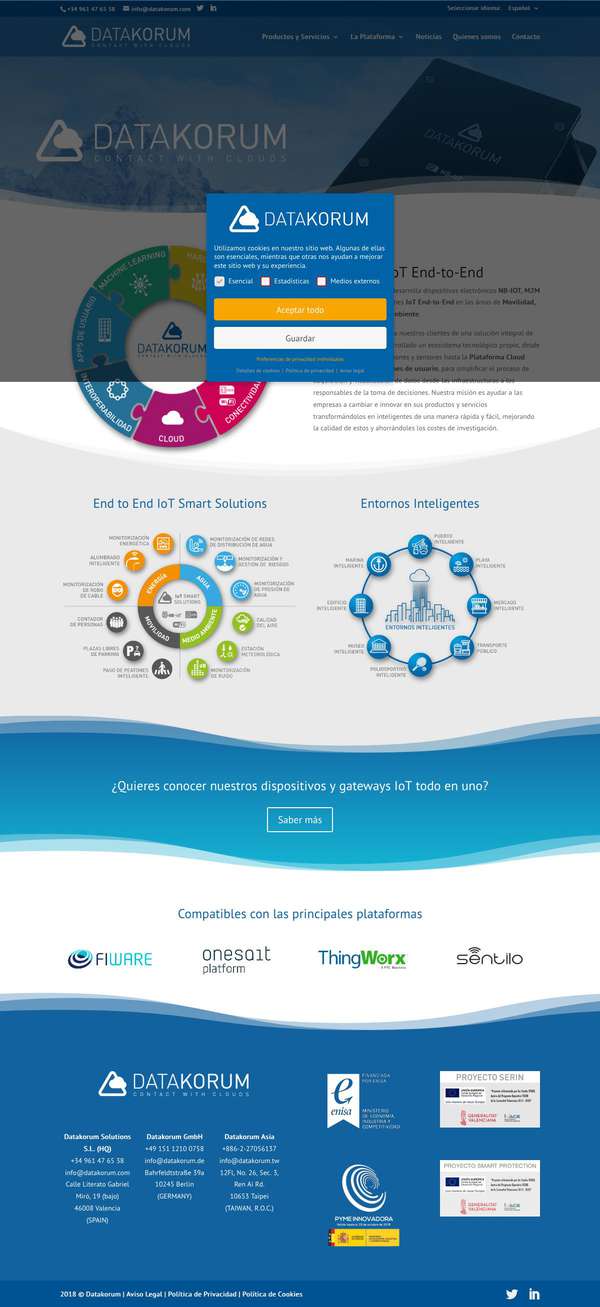 +34 961 47 65 38
info@datakorum.com
Seleccionar idioma:
Español
DATAKORUM
CONTACT WITH CLOUDS
Productos y Servicios
La Plataforma
Noticias
Quienes somos
Contacto
DATAKORUM
CONTACT WITH CLOUDS
DATAKORUM
DATAKORUM
Utilizamos cookies en nuestro sitio web. Algunas de ellas
son esenciales, mientras que otras nos ayudan a mejorar
este sitio web y su experiencia.
Esencial
Estadísticas
Medios externos
Aceptar todo
Guardar
Preferencias de privacidad individuales
Detalles de cookies | Política de privacidad | Aviso legal
MACHINE LEARNING
APPS DE USUARIO
INTEROPERABILIDAD
CLOUD
CONECTIVIDAD
DATAKORUM
oT End-to-End
desarrolla dispositivos electrónicos NB-IOT, M2M
IoT End-to-End en las áreas de Movilidad,
mbiente
a nuestros clientes de una solución integral de
rrollado un ecosistema tecnológico propio, desde
iones y sensores hasta la Plataforma Cloud
nes de usuario, para simplificar el proceso de
de datos desde las infraestructuras a los
responsables de la toma de decisiones. Nuestra misión es ayudar a las
empresas a cambiar e innovar en sus productos y servicios
transformándolos en inteligentes de una manera rápida y fácil, mejorando
la calidad de estos y ahorrándoles los costes de investigación.
End to End IoT Smart Solutions
MONITORIZACIÓN
ENERGÉTICA
MONITORIZACIÓN DE REDES
DE DISTRIBUCIÓN DE AGUA
ALUMBRADO
INTELIGENTE
MONITORIZACIÓN Y
GESTIÓN DE RIESGOS
MONITORIZACIÓN
DE ROBO
DE CABLE
MONITORIZACIÓN
DE PRESIÓN DE
AGUA
ENERGÍA
AGUA
IoT SMART
SOLUTIONS
MOVILIDAD
MEDIO AMBIENTE
CONTADOR
DE PERSONAS
CALIDAD
DEL AIRE
PLAZAS LIBRES
DE PARKING
ESTACIÓN
METEOROLÓGICA
PASO DE PEATONES
INTELIGENTE
MONITORIZACIÓN
DE RUIDO
Entornos Inteligentes
PUERTO
INTELIGENTE
MARINA
INTELIGENTE
PLAYA
INTELIGENTE
EDIFICIO
INTELIGENTE
MERCADO
INTELIGENTE
ENTORNOS INTELIGENTES
MUSEO
INTELIGENTE
TRANSPORTE
PÚBLICO
POLIDEPORTIVO
INTELIGENTE
¿Quieres conocer nuestros dispositivos y gateways IoT todo en uno?
Saber más
Compatibles con las principales plataformas
FIWARE
onesait
platform
ThingWorx
A PTC Business
sentilo
DATAKORUM
CONTACT WITH CLOUDS
Datakorum Solutions
S.L. (HQ)
+34 961 47 65 38
info@datakorum.com
Calle Literato Gabriel
Miró, 19 (bajo)
46008 Valencia
(SPAIN)
Datakorum GmbH
+49 151 1210 0758
info@datakorum.de
Bahrfeldtstraße 39a
10245 Berlin
(GERMANY)
Datakorum Asia
+886-2-27056137
info@datakorum.tw
12Fl, No. 26, Sec. 3,
Ren Ai Rd.
10653 Taipei
(TAIWAN, R.O.C.)
FINANCIADA
POR ENISA
enisa
MINISTERIO
DE ECONOMÍA,
INDUSTRIA Y
COMPETITIVIDAD
PYME INNOVADORA
PROYECTO SERIN
GENERALITAT
VALENCIANA
PROYECTO SMART PROTECTION
GENERALITAT
VALENCIANA
2018 © Datakorum | Aviso Legal | Política de Privacidad | Política de Cookies